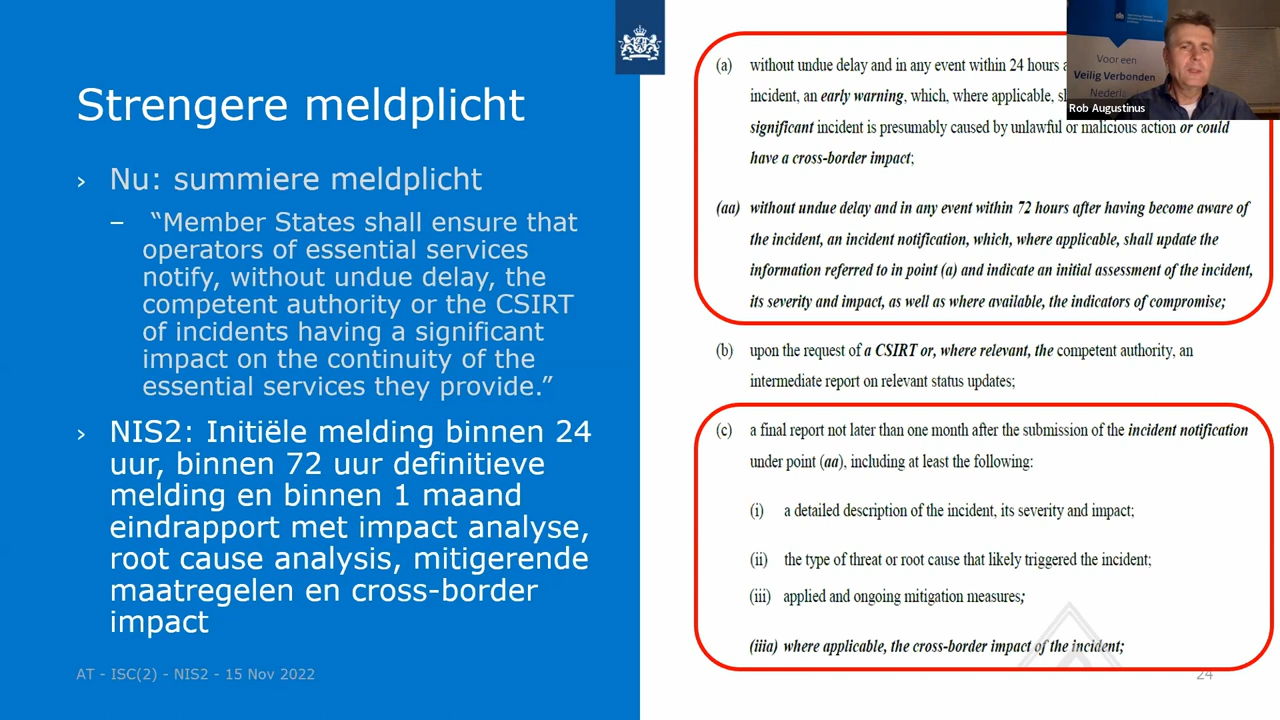 Strengere meldplicht
› Nu: summiere meldplicht
– “Member States shall ensure that
operators of essential services
notify, without undue delay, the
competent authority or the CSIRT
of incidents having a significant
impact on the continuity of the
essential services they provide.”
› NIS2: Initiële melding binnen 24
uur, binnen 72 uur definitieve
melding en binnen 1 maand
eindrapport met impact analyse,
root cause analysis, mitigerende
maatregelen en cross-border
impact
AT - ISC(2) - NIS2 - 15 Nov 2022
(a) without undue delay and in any event within 24 hours
incident, an early warning, which, where applicable,
significant incident is presumably caused by unlawful or malicious action or could
have a cross-border impact;
(aa) without undue delay and in any event within 72 hours after having become aware of
the incident, an incident notification, which, where applicable, shall update the
information referred to in point (a) and indicate an initial assessment of the incident,
its severity and impact, as well as where available, the indicators of compromise;
(b) upon the request of a CSIRT or, where relevant, the competent authority, an
intermediate report on relevant status updates;
(c) a final report not later than one month after the submission of the incident notification
under point (aa), including at least the following:
(i) a detailed description of the incident, its severity and impact;
(ii) the type of threat or root cause that likely triggered the incident;
(iii) applied and ongoing mitigation measures;
(iiia) where applicable, the cross-border impact of the incident;
24
Voor een
Veilig Verbonden
Rob Augustinus